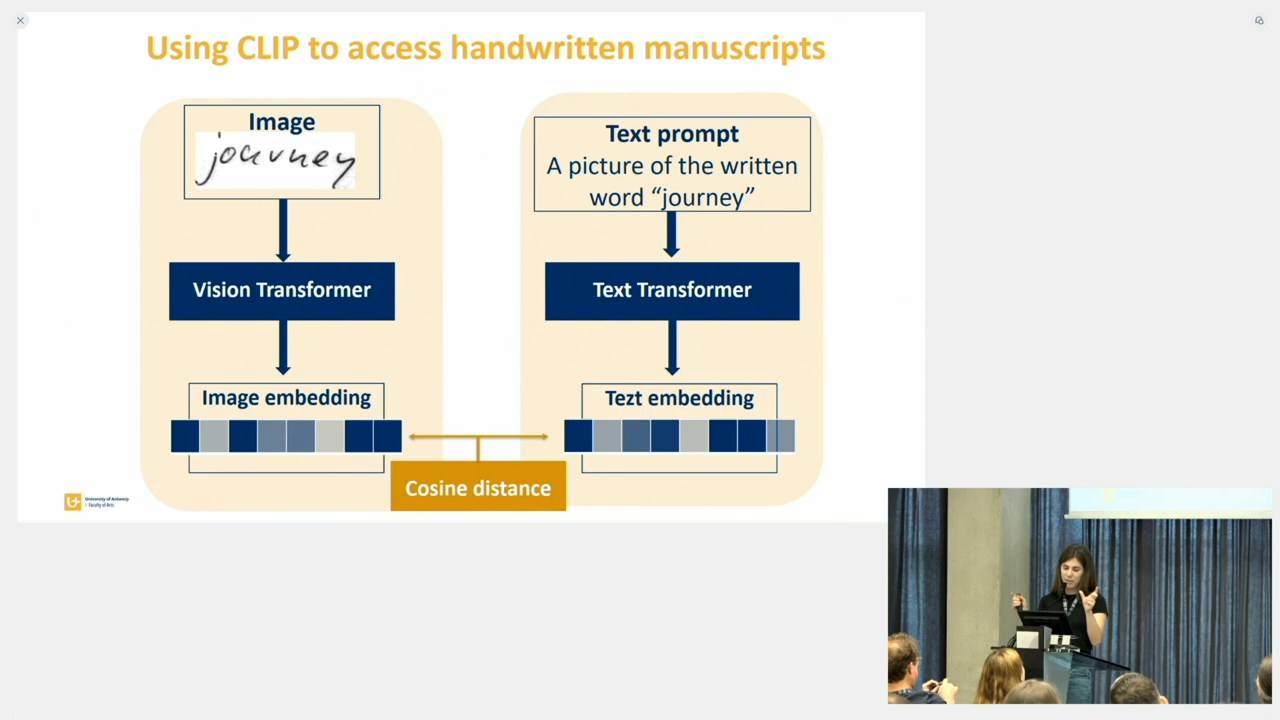 Using CLIP to access handwritten manuscripts
Image
journey
Vision Transformer
Image embedding
Text prompt
A picture of the written
word “journey”
Text Transformer
Tezt embedding
Cosine distance
University of Antwerp
Faculty of Arts